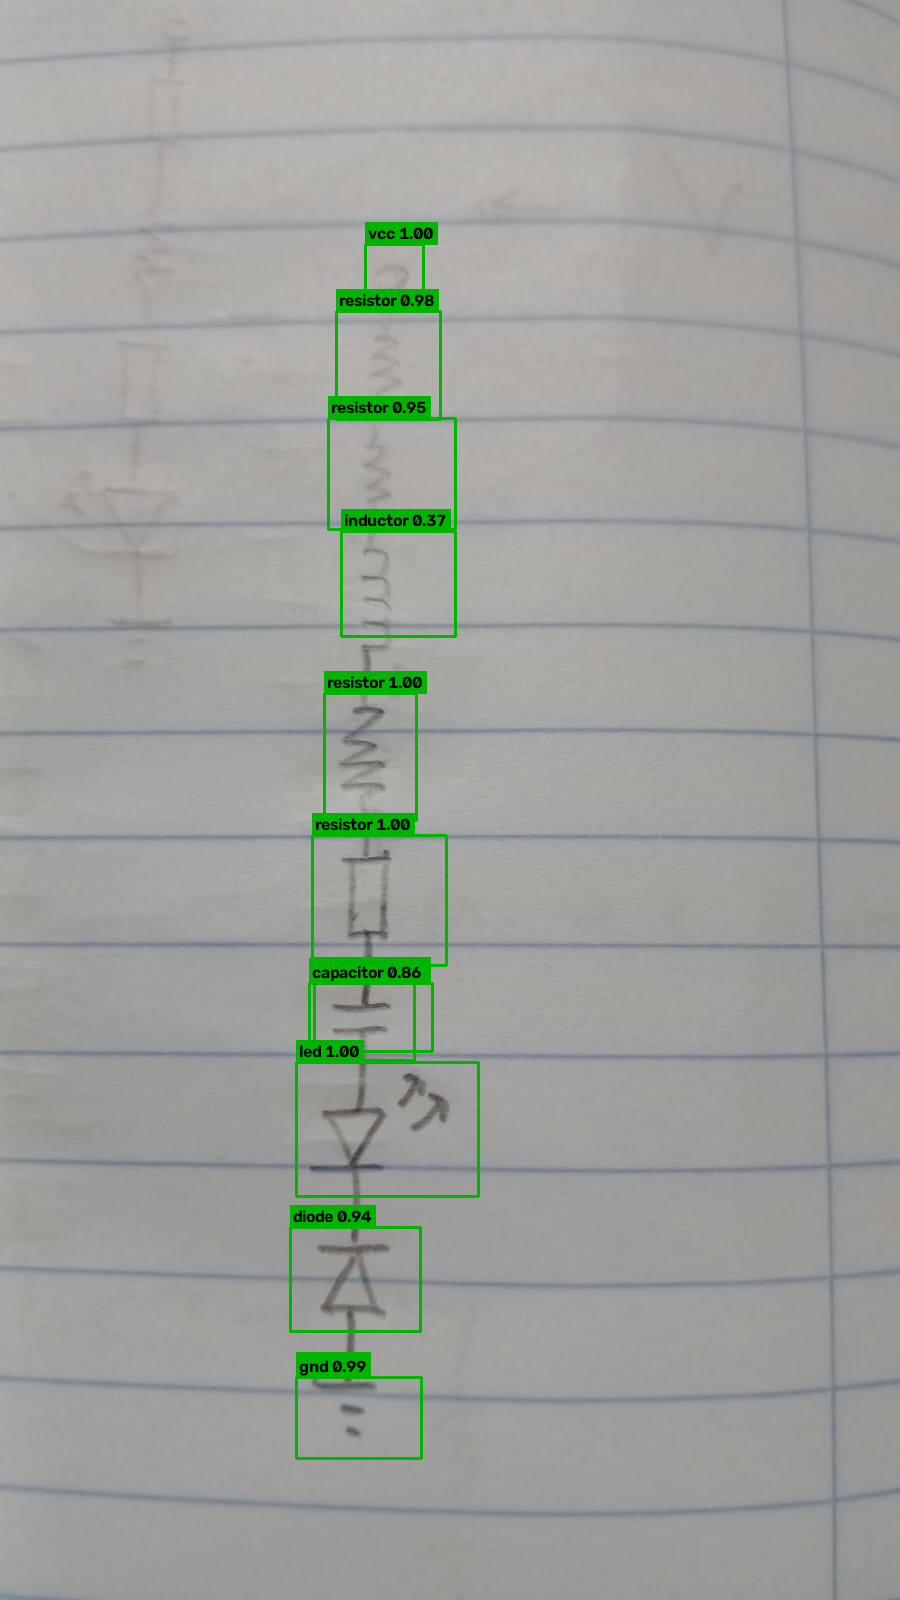 vcc 1.00
resistor 0.98
resistor 0.95
inductor 0.37
resistor 1.00
resistor 1.00
capacitor 0.86
led 1.00
diode 0.94
gnd 0.99